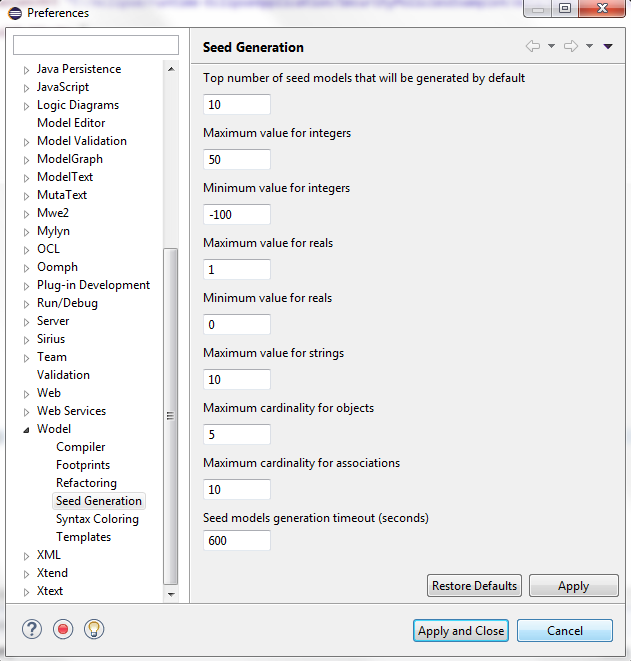 Preferences
Java Persistence
JavaScript
Logic Diagrams
Model Editor
Model Validation
ModelGraph
ModelText
MutaText
Mwe2
Mylyn
OCL
Oomph
Plug-in Development
Run/Debug
Server
Sirius
Team
Validation
Web
Web Services
Wodel
Compiler
Footprints
Refactoring
Seed Generation
Syntax Coloring
Templates
XML
Xtend
Xtext
Seed Generation
Top number of seed models that will be generated by default
10
Maximum value for integers
50
Minimum value for integers
-100
Maximum value for reals
1
Minimum value for reals
0
Maximum value for strings
10
Maximum cardinality for objects
5
Maximum cardinality for associations
10
Seed models generation timeout (seconds)
600
Restore Defaults
Apply
Apply and Close
Cancel